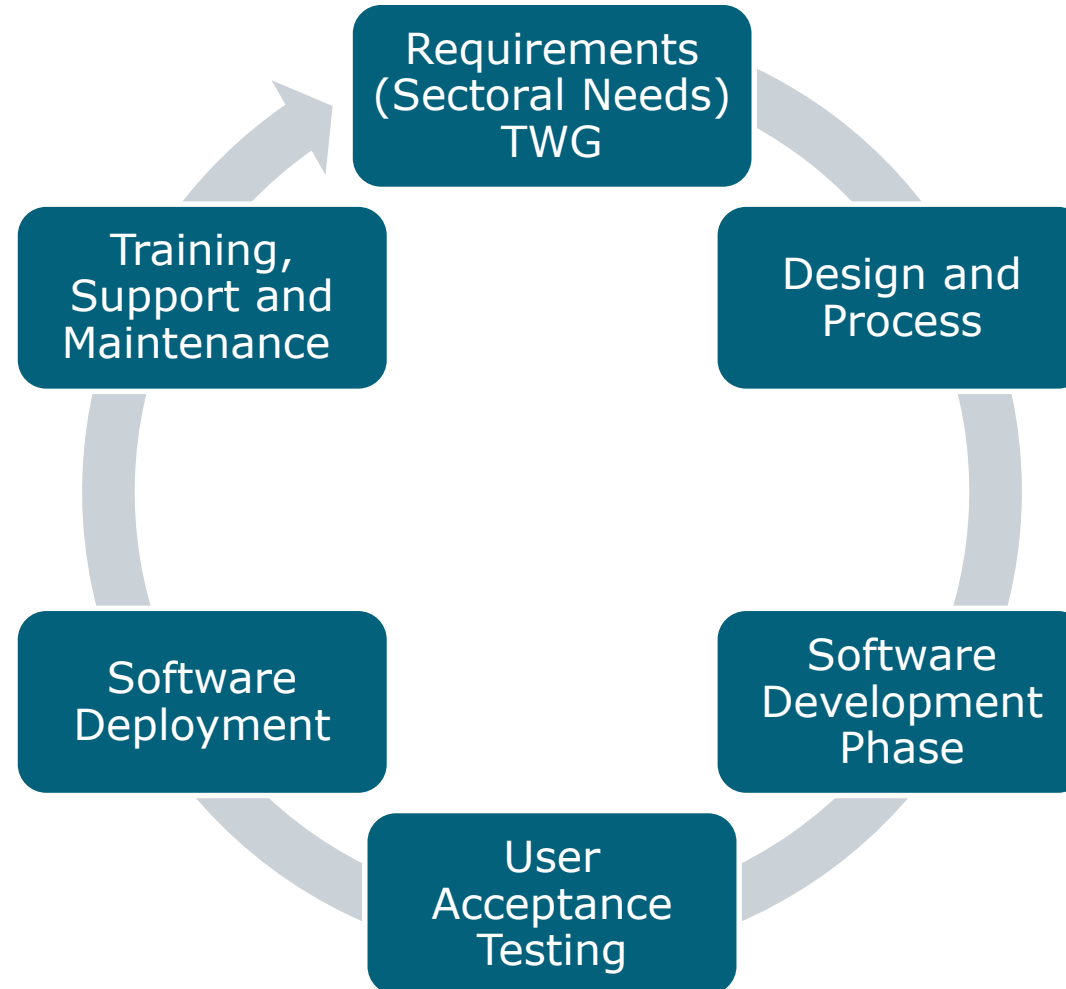 Requirements
(Sectoral Needs)
TWG
Design and
Process
Software
Development
Phase
User
Acceptance
Testing
Software
Deployment
Training,
Support and
Maintenance